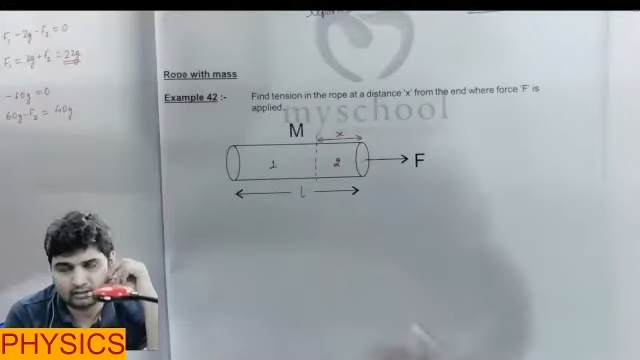 F₁ - 2g - F₂ = 0
F₁ = 2g + F₂ = 22g
- 60g = 0
60g - F₂ = 40g
Rope with mass
Example 42 :- Find tension in the rope at a distance 'x' from the end where force 'F' is
applied.
myschool
M x
1 2 F
l
PHYSICS